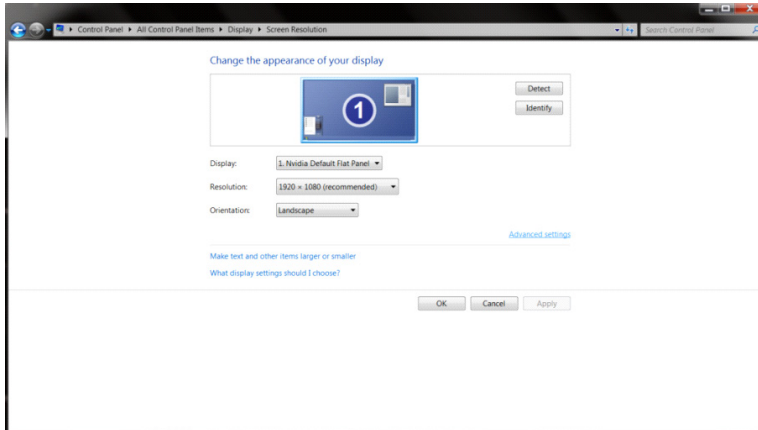 Control Panel ▸ All Control Panel Items ▸ Display ▸ Screen Resolution
Search Control Panel
Change the appearance of your display
1
Detect
Identify
Display: 1. Nvidia Default Flat Panel
Resolution: 1920 × 1080 (recommended)
Orientation: Landscape
Advanced settings
Make text and other items larger or smaller
What display settings should I choose?
OK Cancel Apply